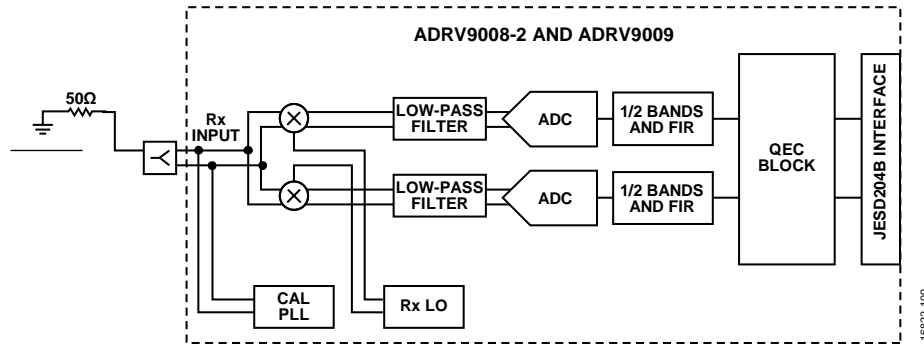 ADRV9008-2 AND ADRV9009
50Ω
Rx
INPUT
LOW-PASS
FILTER
ADC
1/2 BANDS
AND FIR
QEC
BLOCK
JESD204B INTERFACE
LOW-PASS
FILTER
ADC
1/2 BANDS
AND FIR
CAL
PLL
Rx LO